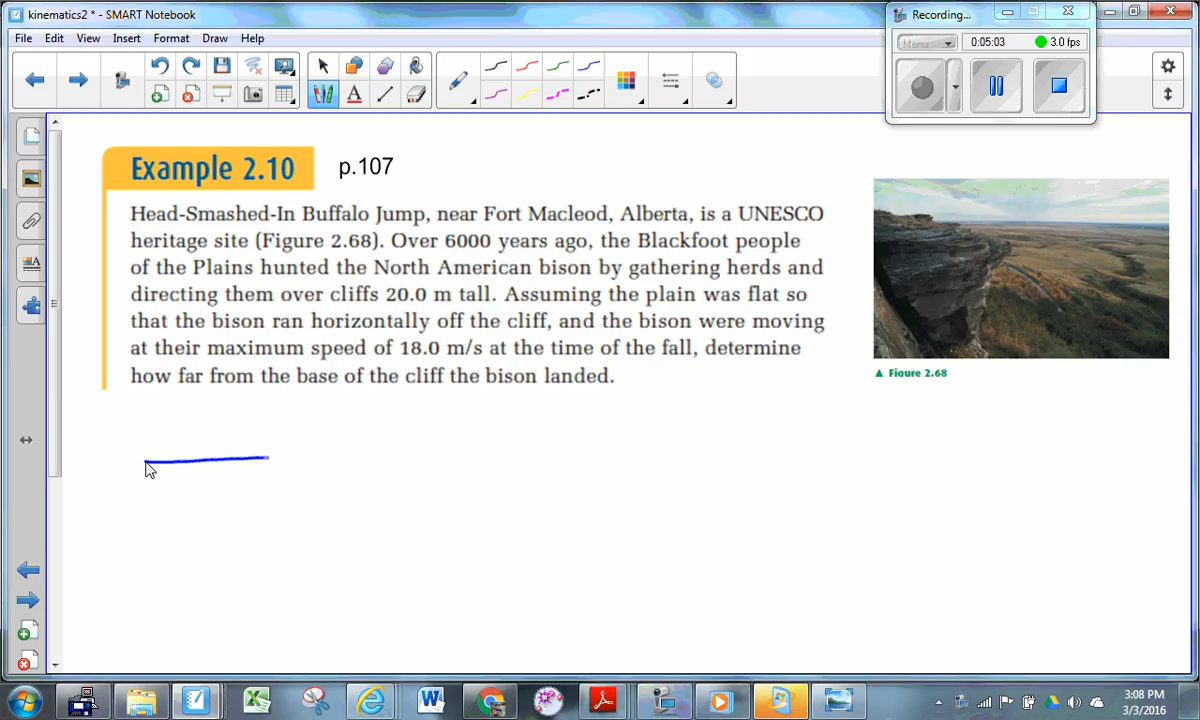 kinematics2 * - SMART Notebook
File Edit View Insert Format Draw Help
Recording...
Menu
0:05:03
3.0 fps
Example 2.10
p.107
Head-Smashed-In Buffalo Jump, near Fort Macleod, Alberta, is a UNESCO
heritage site (Figure 2.68). Over 6000 years ago, the Blackfoot people
of the Plains hunted the North American bison by gathering herds and
directing them over cliffs 20.0 m tall. Assuming the plain was flat so
that the bison ran horizontally off the cliff, and the bison were moving
at their maximum speed of 18.0 m/s at the time of the fall, determine
how far from the base of the cliff the bison landed.
▲ Figure 2.68
3:08 PM
3/3/2016